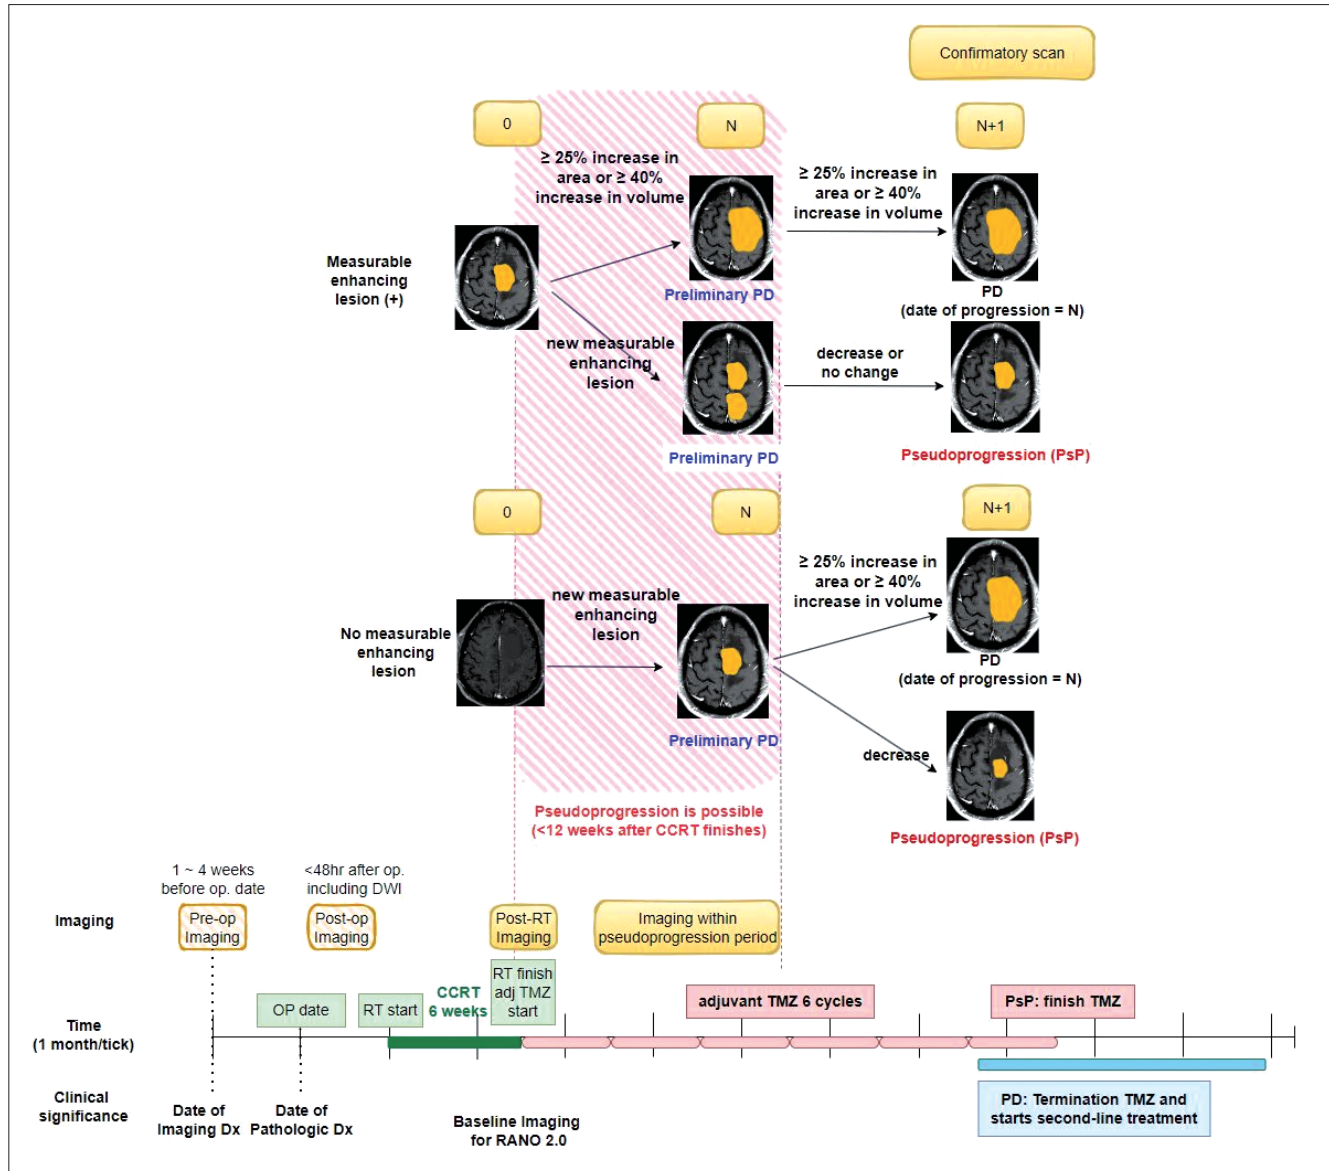 Confirmatory scan
0
N
N+1
≥ 25% increase in
area or ≥ 40%
increase in volume
≥ 25% increase in
area or ≥ 40%
increase in volume
Measurable
enhancing
lesion (+)
Preliminary PD
PD
(date of progression = N)
new measurable
enhancing
lesion
decrease or
no change
Preliminary PD
Pseudoprogression (PsP)
0
N
N+1
≥ 25% increase in
area or ≥ 40%
increase in volume
new measurable
enhancing
lesion
No measurable
enhancing
lesion
PD
(date of progression = N)
Preliminary PD
decrease
Pseudoprogression is possible
(<12 weeks after CCRT finishes)
Pseudoprogression (PsP)
1 ~ 4 weeks
before op. date
<48hr after op.
including DWI
Imaging
Pre-op
Imaging
Post-op
Imaging
Post-RT
Imaging
Imaging within
pseudoprogression period
OP date
RT start
CCRT
6 weeks
RT finish
adj TMZ
start
adjuvant TMZ 6 cycles
PsP: finish TMZ
Time
(1 month/tick)
Clinical
significance
Date of
Imaging Dx
Date of
Pathologic Dx
Baseline Imaging
for RANO 2.0
PD: Termination TMZ and
starts second-line treatment